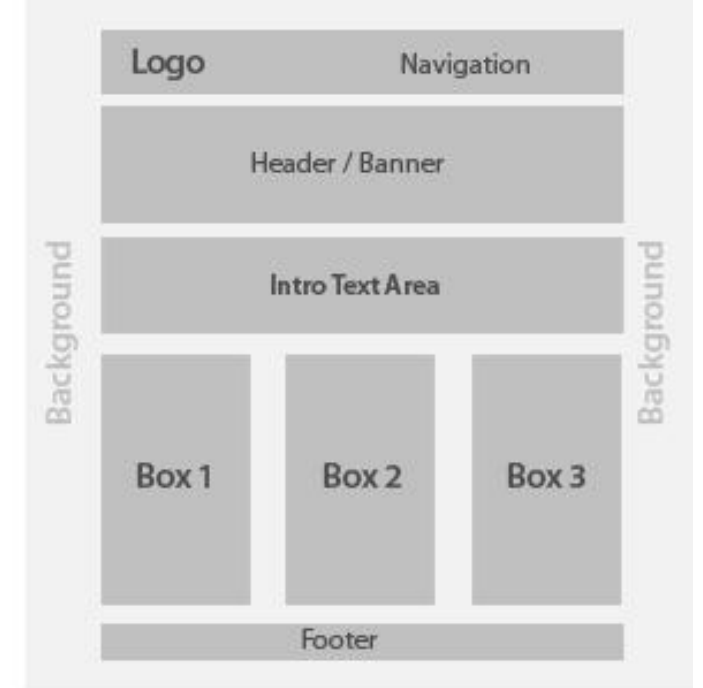 Logo
Navigation
Header / Banner
Background
Intro Text Area
Background
Box 1
Box 2
Box 3
Footer